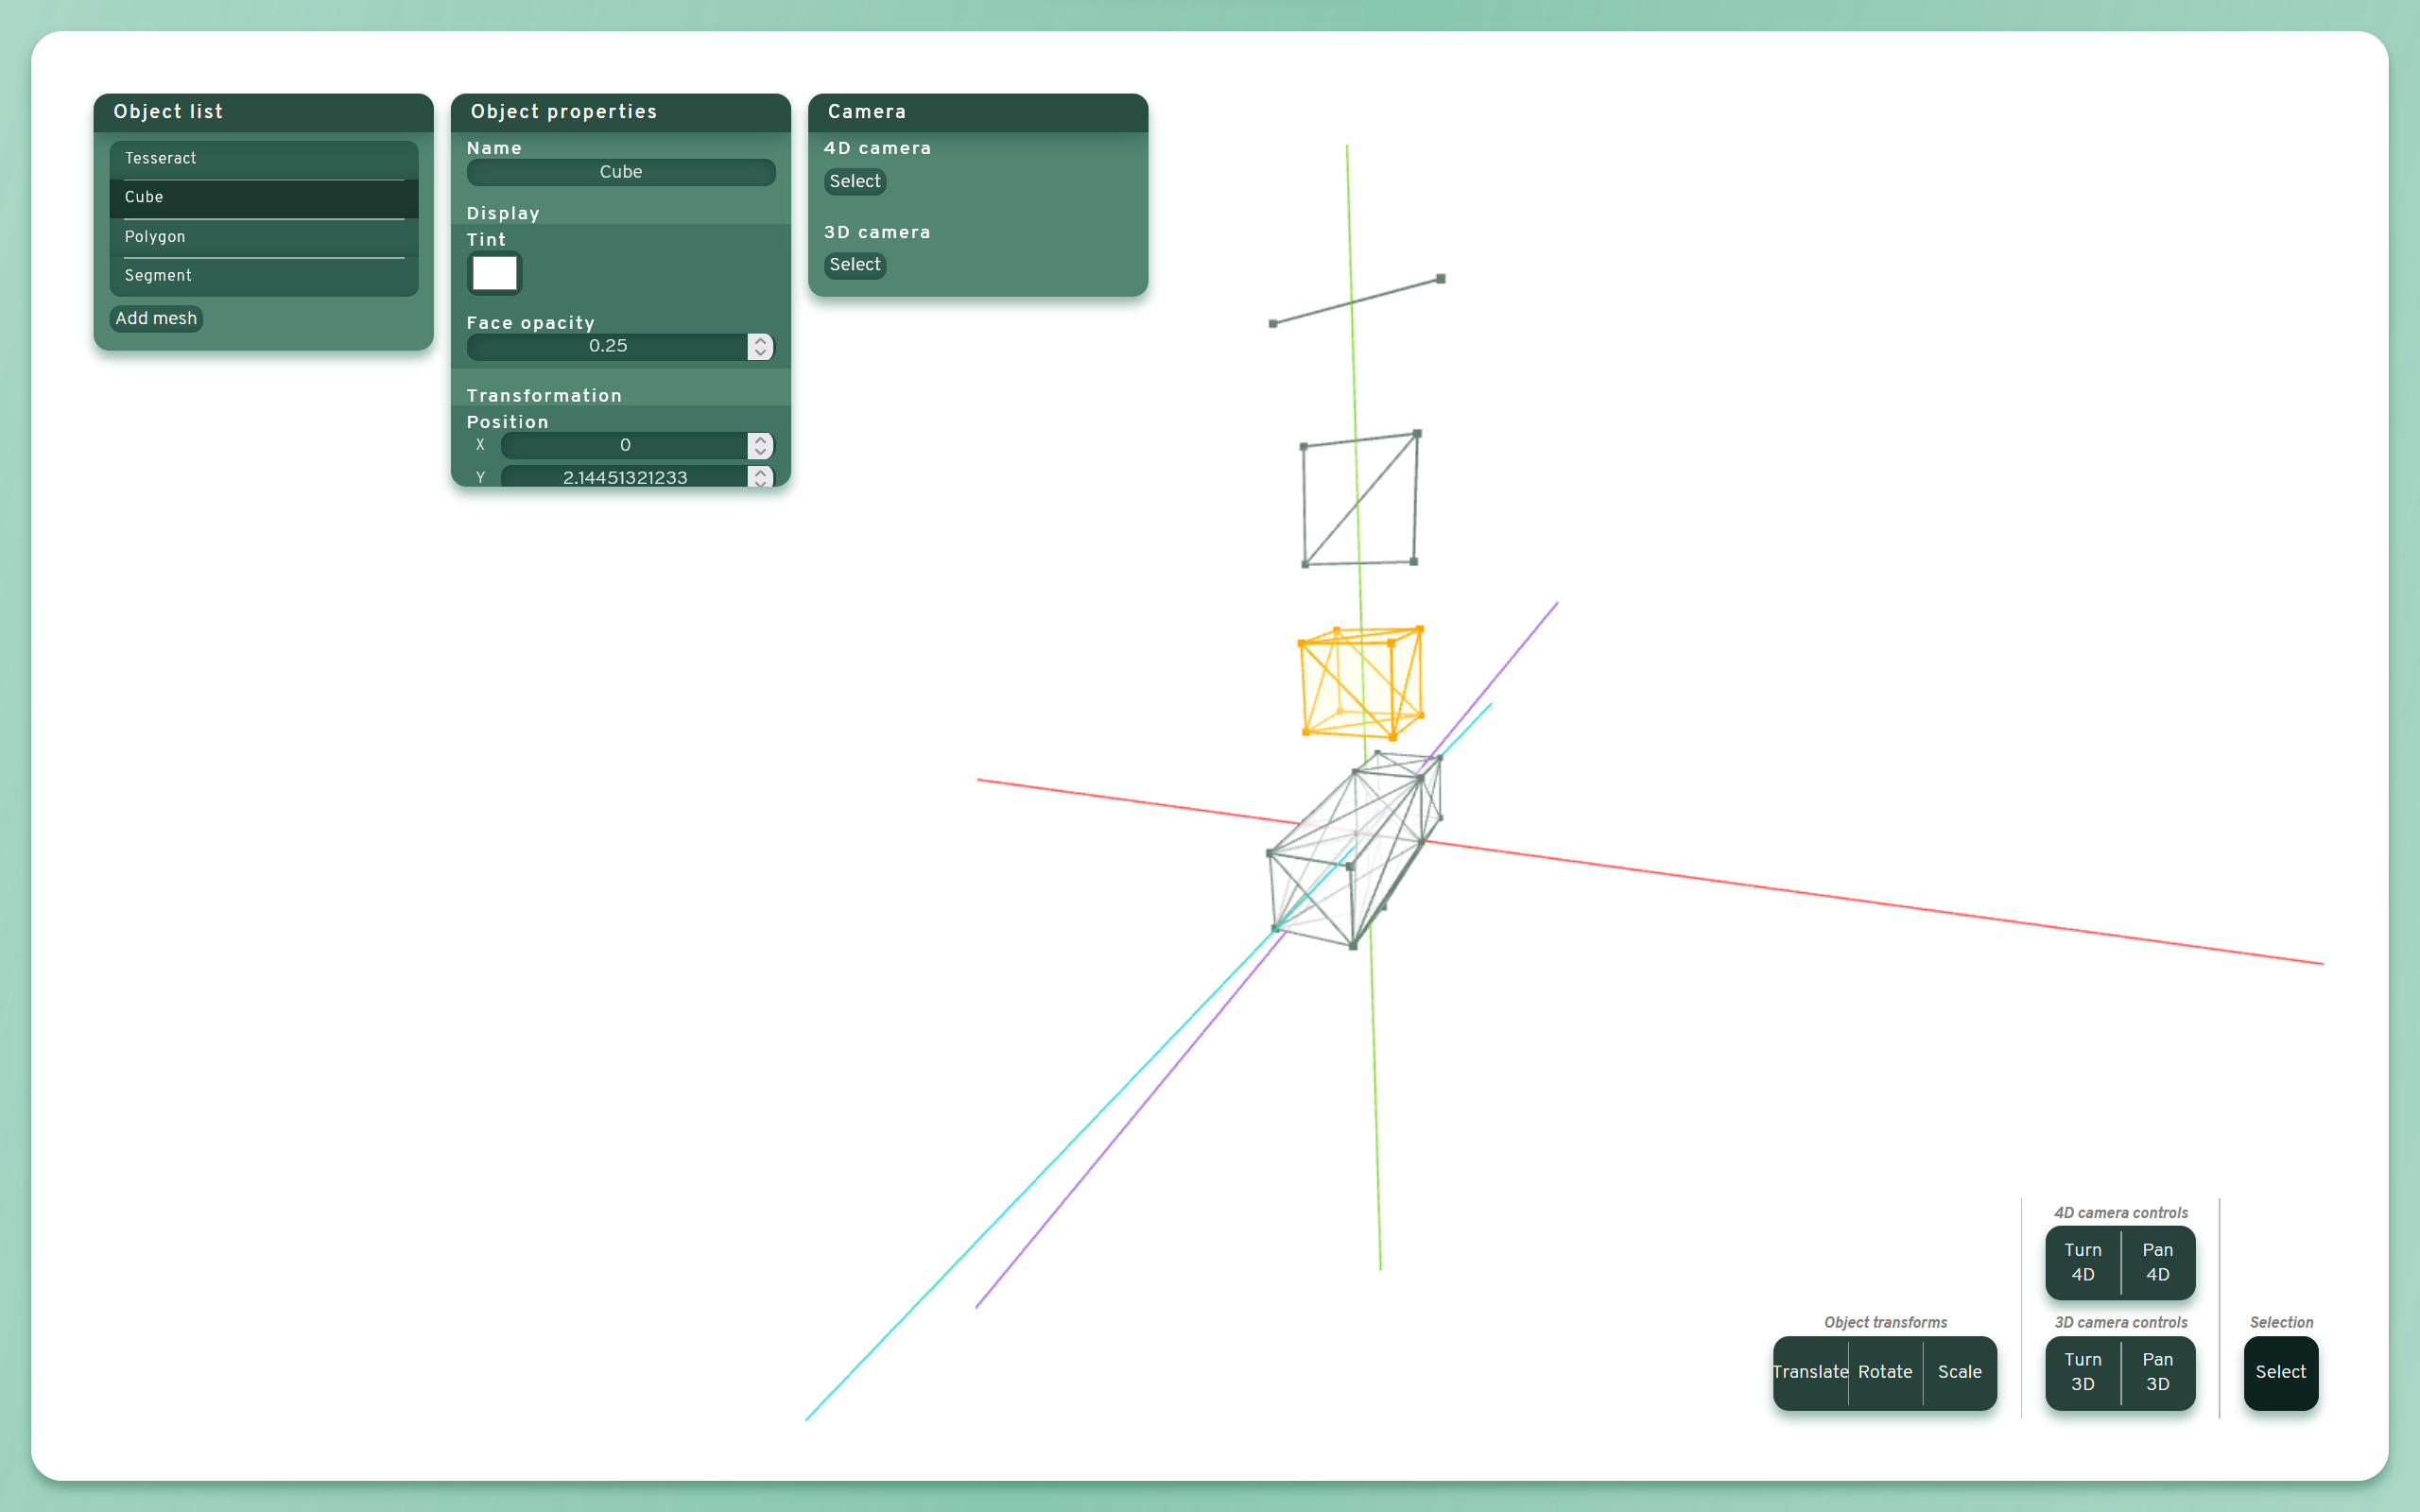 Object list
Tesseract
Cube
Polygon
Segment
Add mesh
Object properties
Name
Cube
Display
Tint
Face opacity
0.25
Transformation
Position
X 0
Y 2.14451321233
Camera
4D camera
Select
3D camera
Select
4D camera controls
Turn 4D
Pan 4D
Object transforms
Translate
Rotate
Scale
3D camera controls
Turn 3D
Pan 3D
Selection
Select